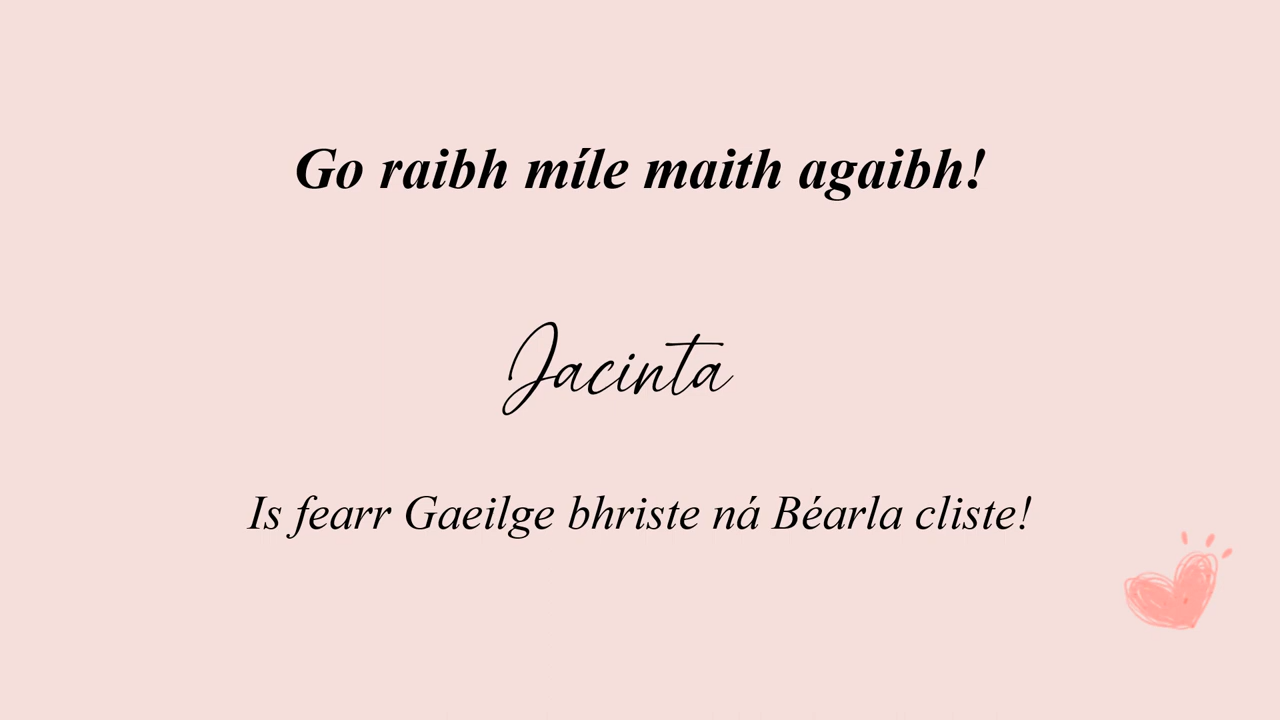 Go raibh míle maith agaibh!
Jacinta
Is fearr Gaeilge bhriste ná Béarla cliste!